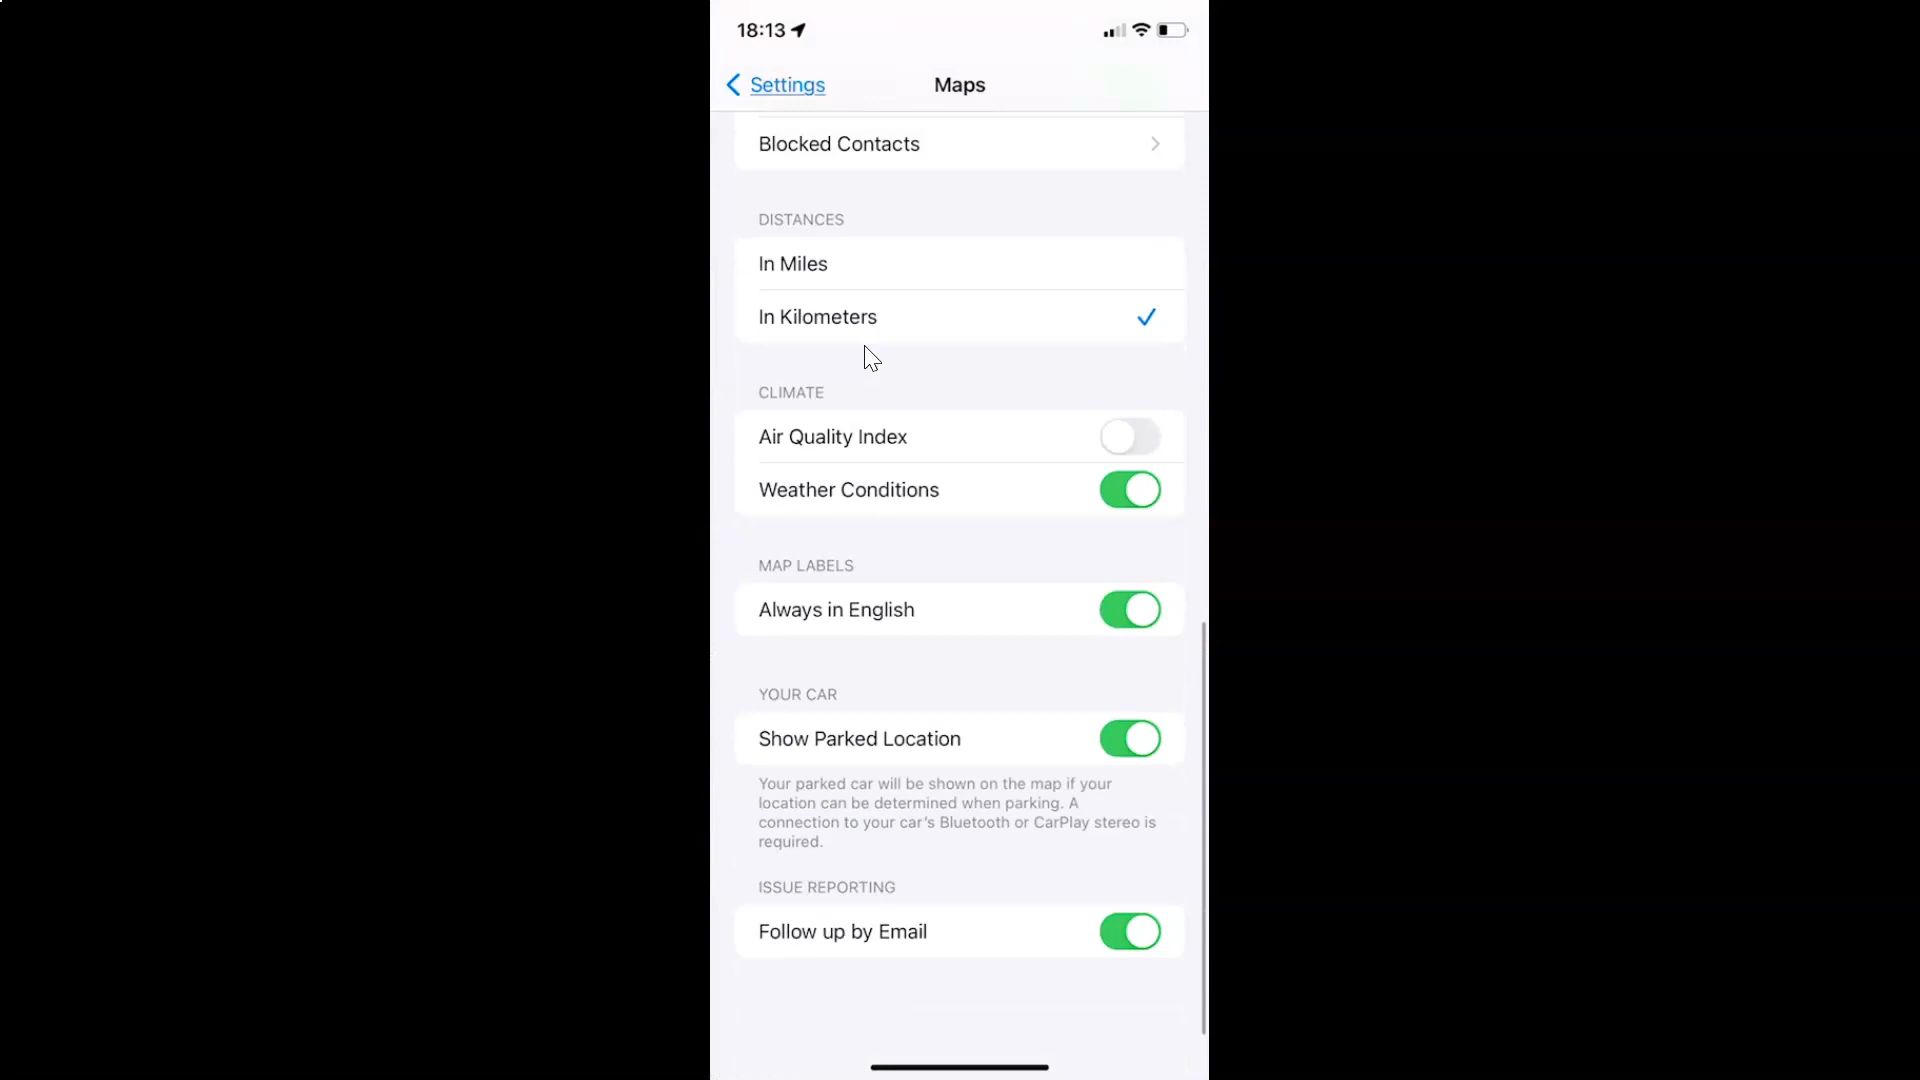 18:13
Settings
Maps
Blocked Contacts
DISTANCES
In Miles
In Kilometers
CLIMATE
Air Quality Index
Weather Conditions
MAP LABELS
Always in English
YOUR CAR
Show Parked Location
Your parked car will be shown on the map if your
location can be determined when parking. A
connection to your car's Bluetooth or CarPlay stereo is
required.
ISSUE REPORTING
Follow up by Email